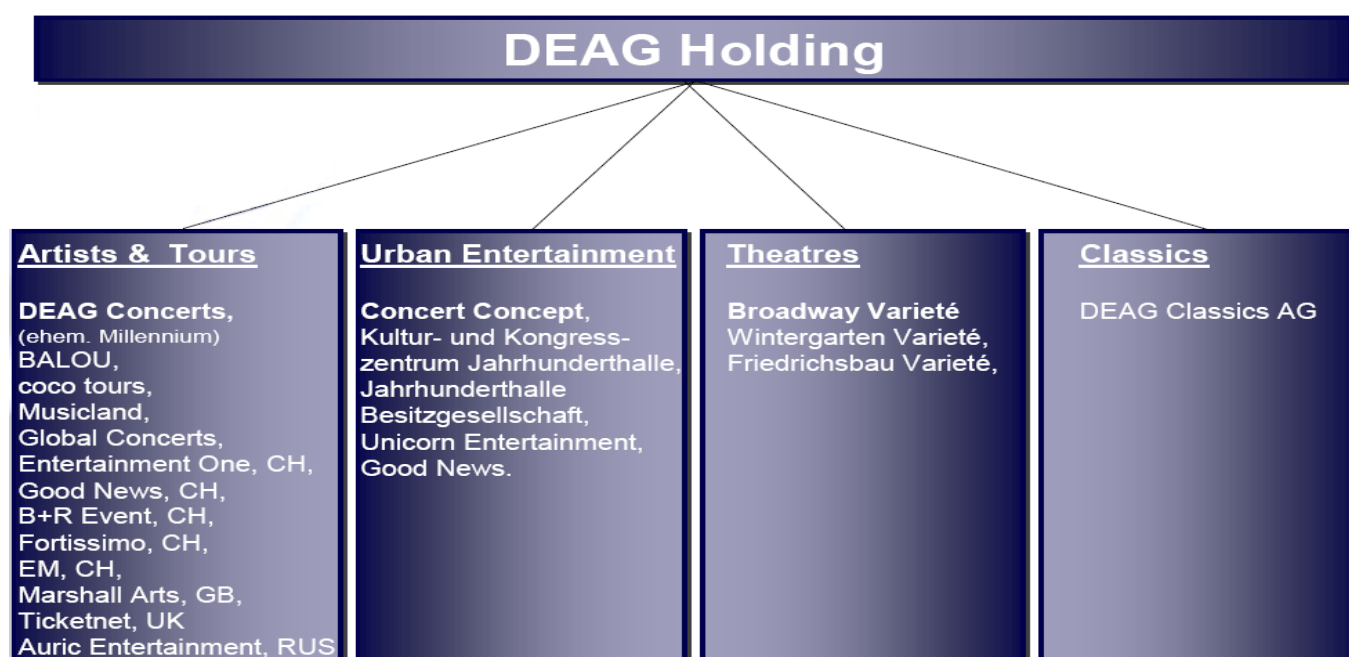 DEAG Holding
Artists & Tours
DEAG Concerts,
(ehem. Millennium)
BALOU,
coco tours,
Musicland,
Global Concerts,
Entertainment One, CH,
Good News, CH,
B+R Event, CH,
Fortissimo, CH,
EM, CH,
Marshall Arts, GB,
Ticketnet, UK
Auric Entertainment, RUS
Urban Entertainment
Concert Concept,
Kultur- und Kongress-
zentrum Jahrhunderthalle,
Jahrhunderthalle
Besitzgesellschaft,
Unicorn Entertainment,
Good News.
Theatres
Broadway Varieté
Wintergarten Varieté,
Friedrichsbau Varieté,
Classics
DEAG Classics AG